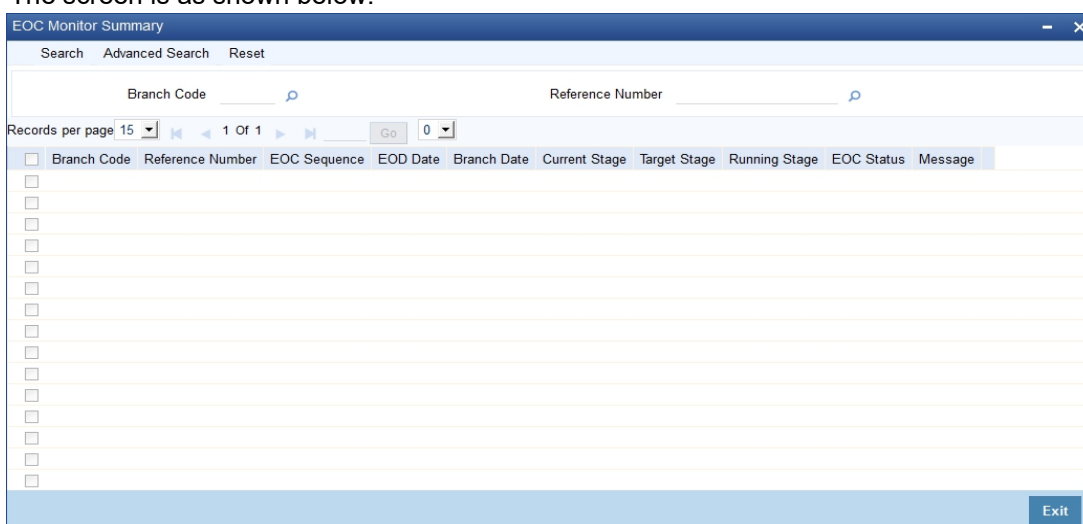 The screen is as shown below:
EOC Monitor Summary
Search Advanced Search Reset
Branch Code Reference Number
Records per page 15 1 Of 1 Go 0
Branch Code Reference Number EOC Sequence EOD Date Branch Date Current Stage Target Stage Running Stage EOC Status Message
Exit